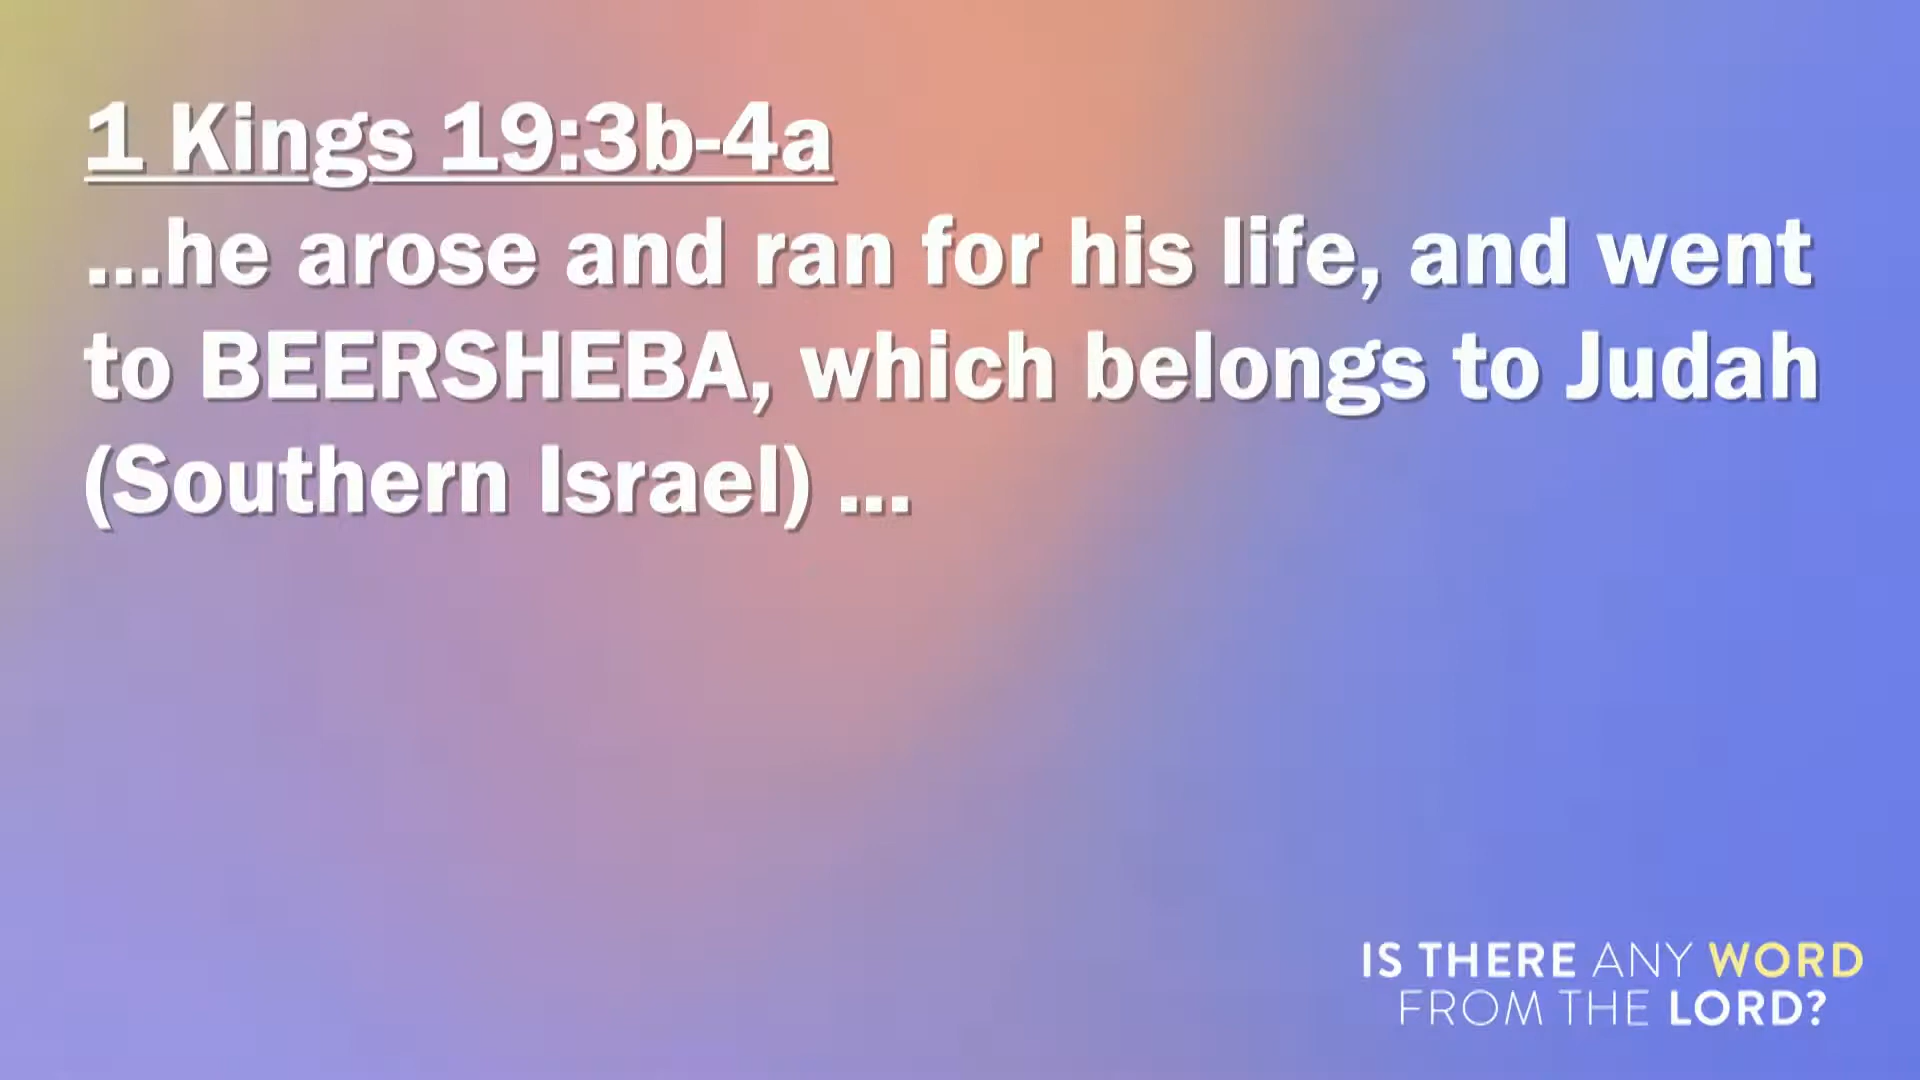 1 Kings 19:3b-4a
...he arose and ran for his life, and went
to BEERSHEBA, which belongs to Judah
(Southern Israel) ...
IS THERE ANY WORD
FROM THE LORD?